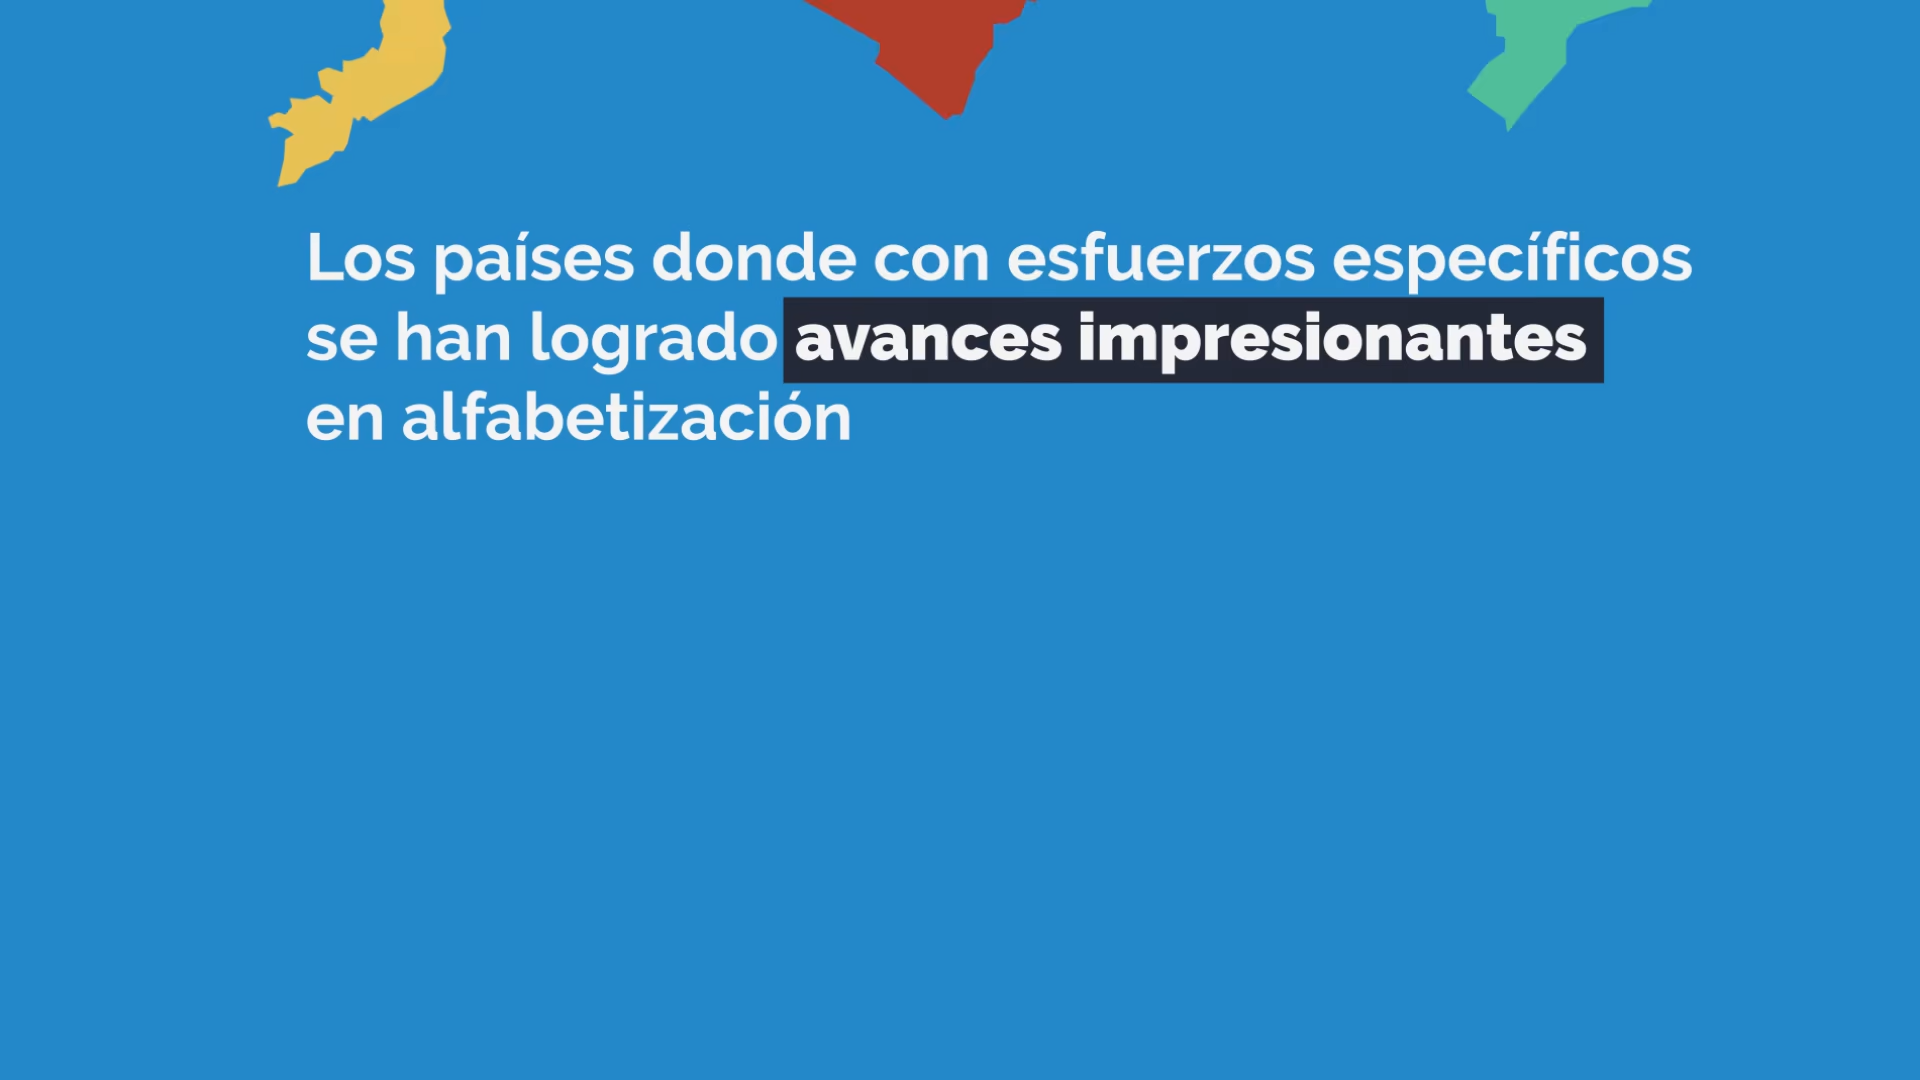 Los países donde con esfuerzos específicos
se han logrado avances impresionantes
en alfabetización